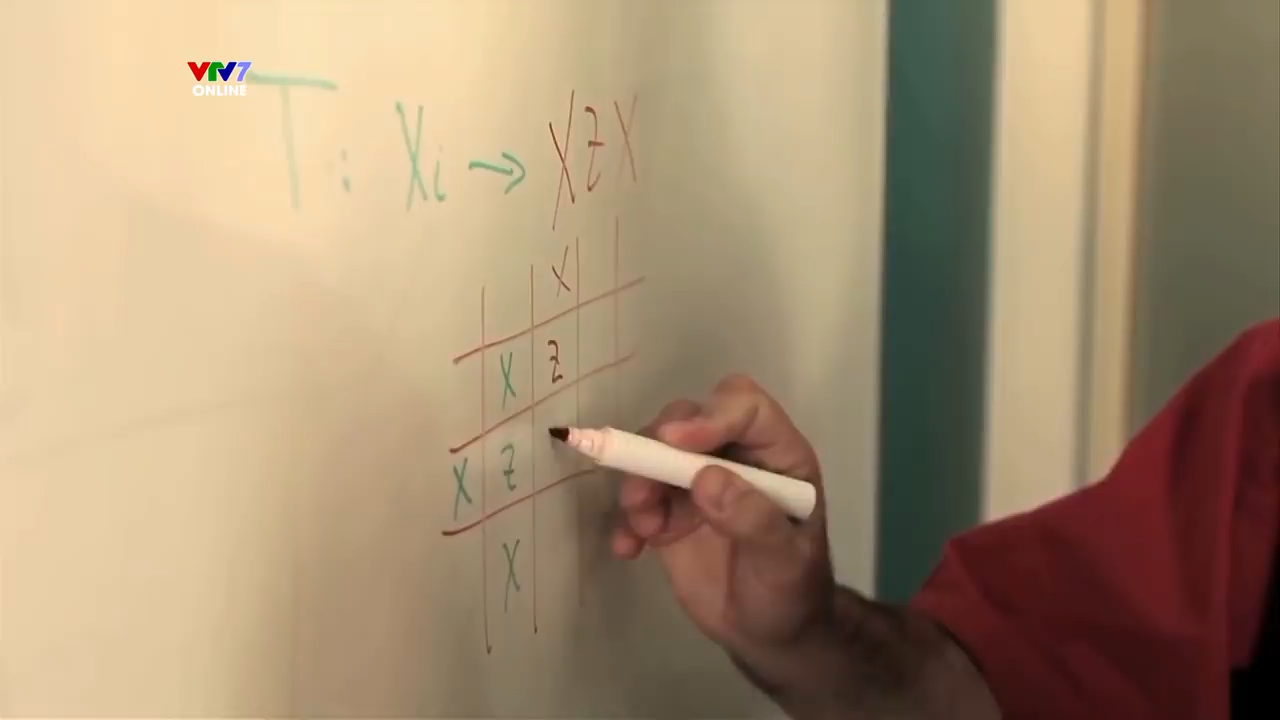 VTV7
ONLINE
T: Xi → XZX
X
X Z
X Z
X